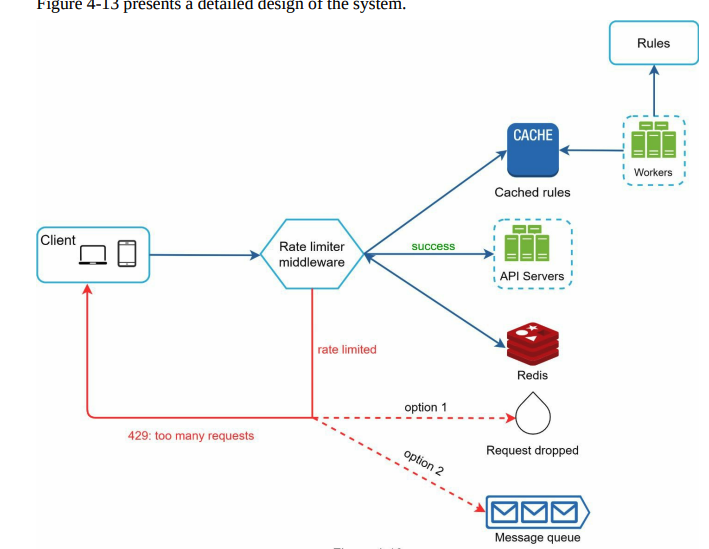 Figure 4-13 presents a detailed design of the system.
Rules
CACHE
Workers
Cached rules
Client
Rate limiter
middleware
success
API Servers
rate limited
Redis
option 1
429: too many requests
Request dropped
option 2
Message queue